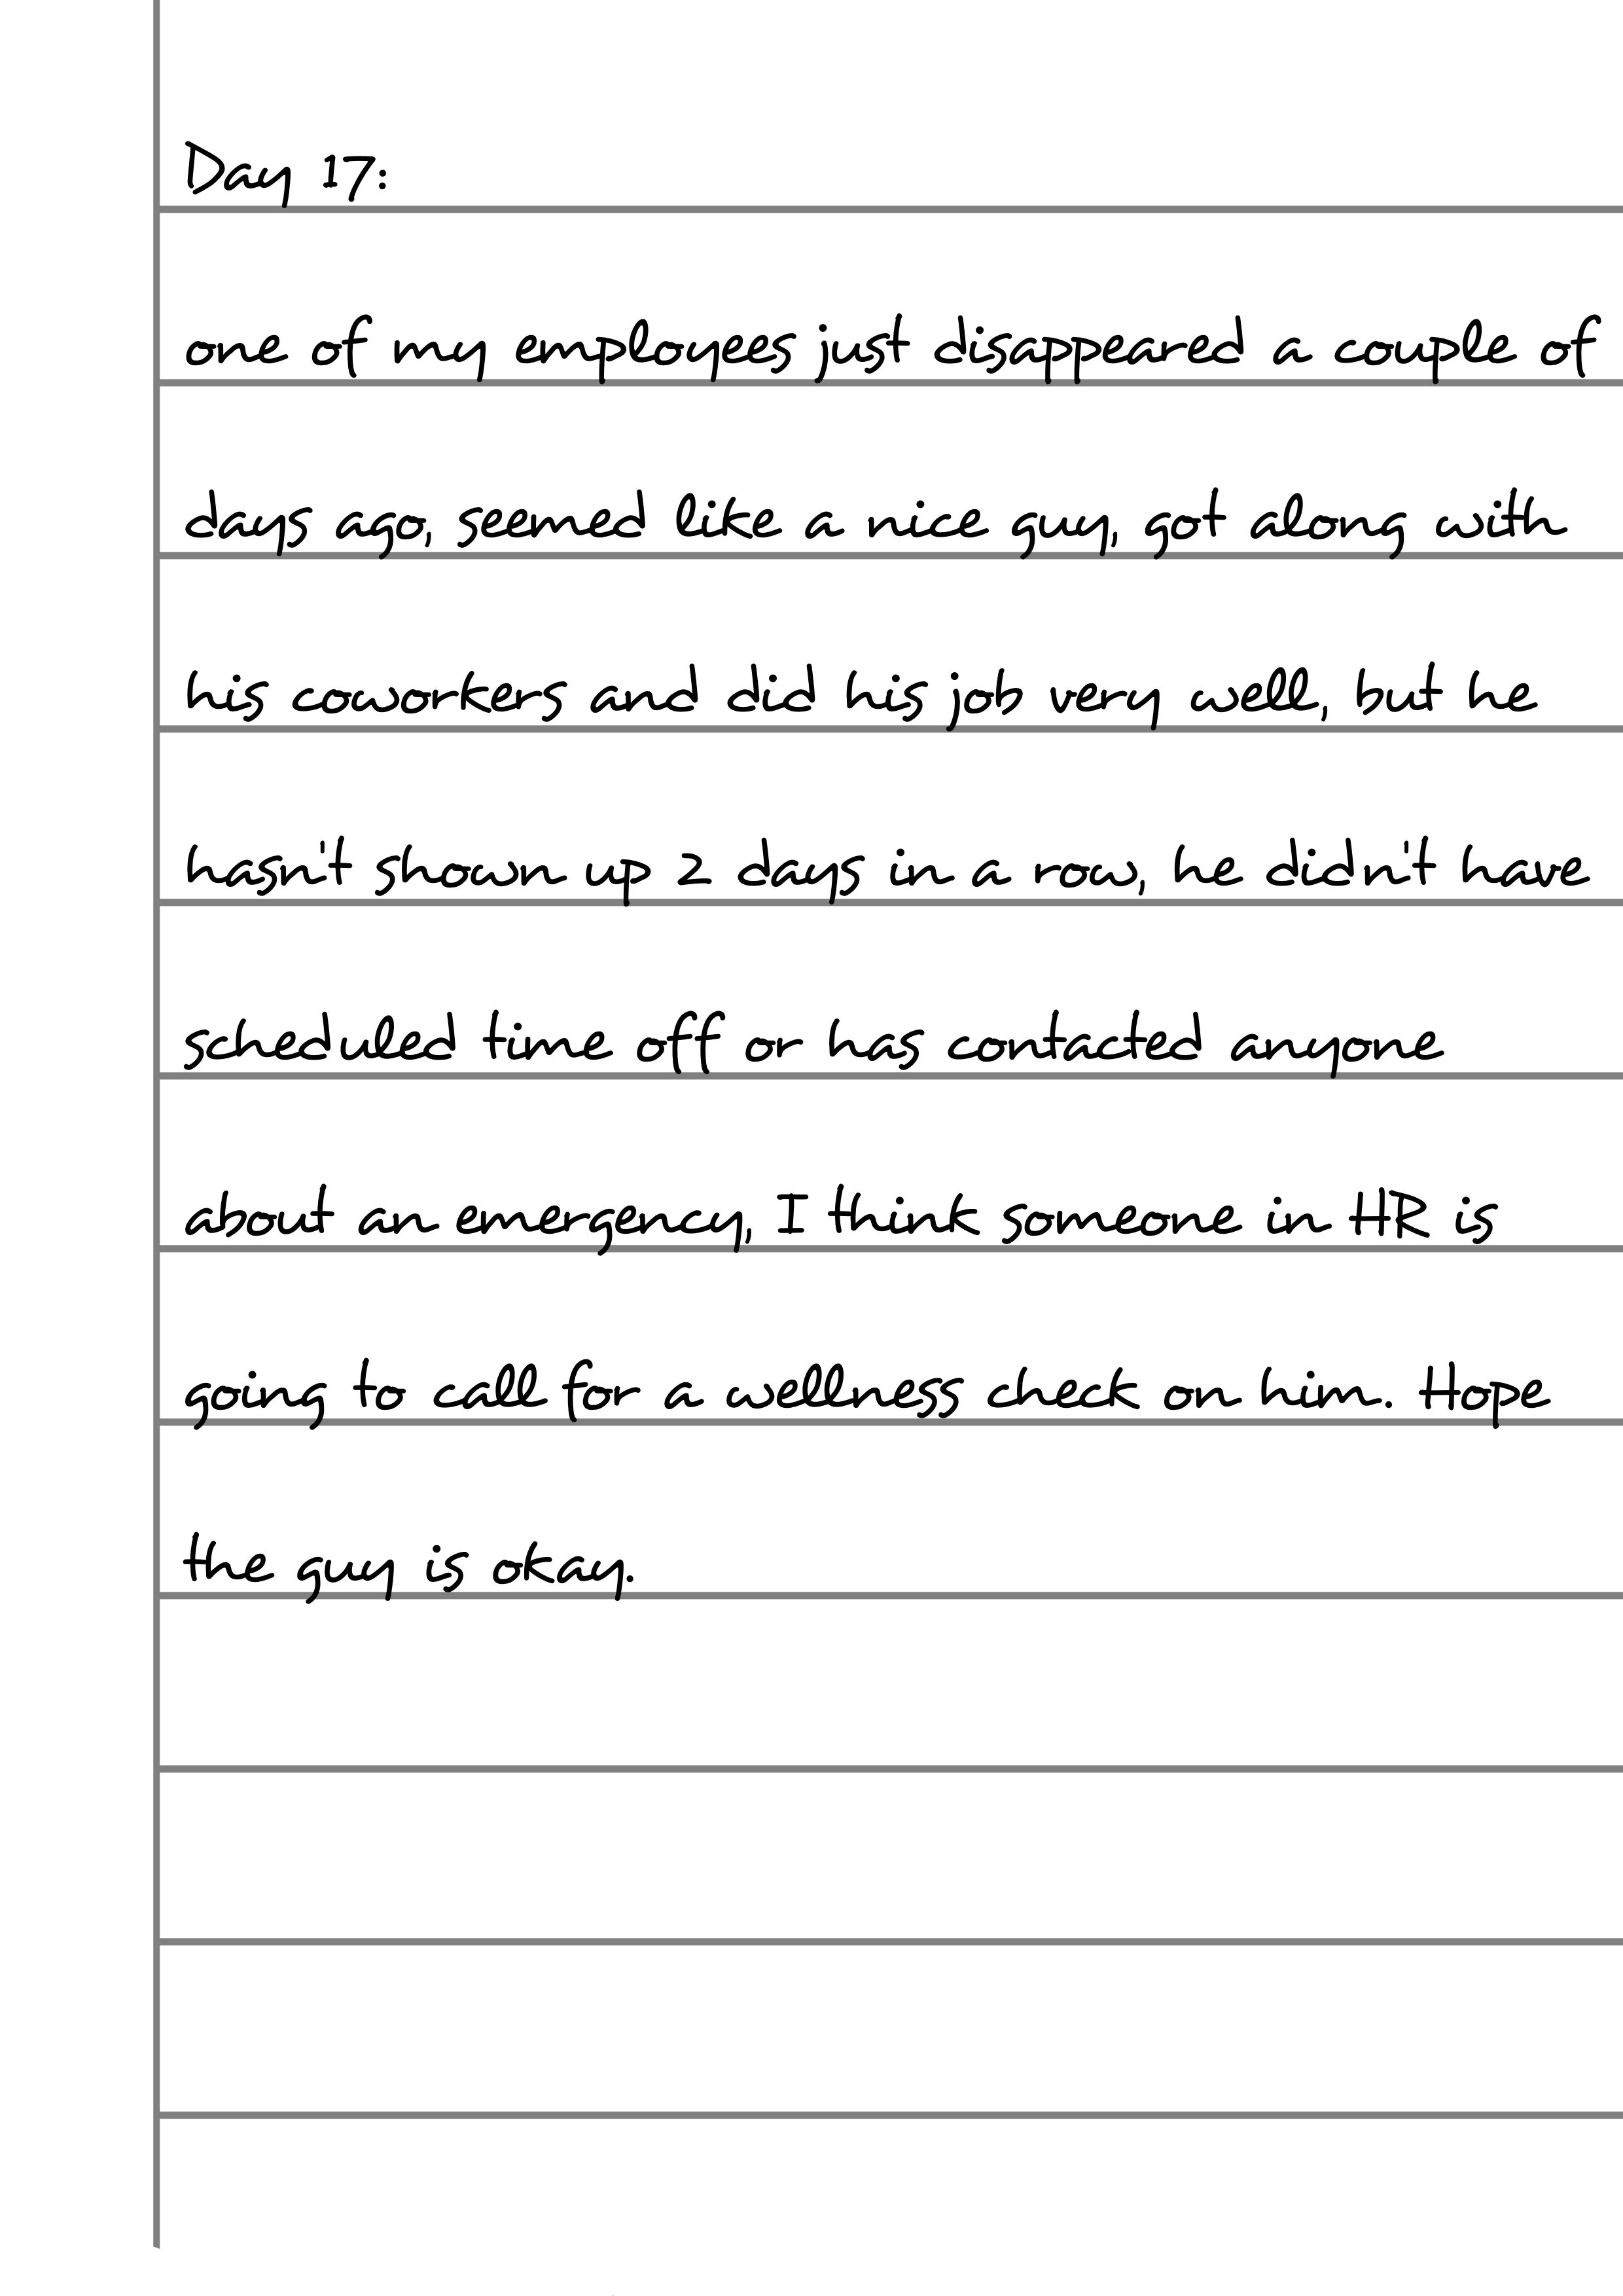 Day 17:
one of my employees just disappeared a couple of
days ago, seemed like a nice guy, got along with
his coworkers and did his job very well, but he
hasn't shown up 2 days in a row, he didn't have
scheduled time off or has contacted anyone
about an emergency, I think someone in HR is
going to call for a wellness check on him. Hope
the guy is okay.